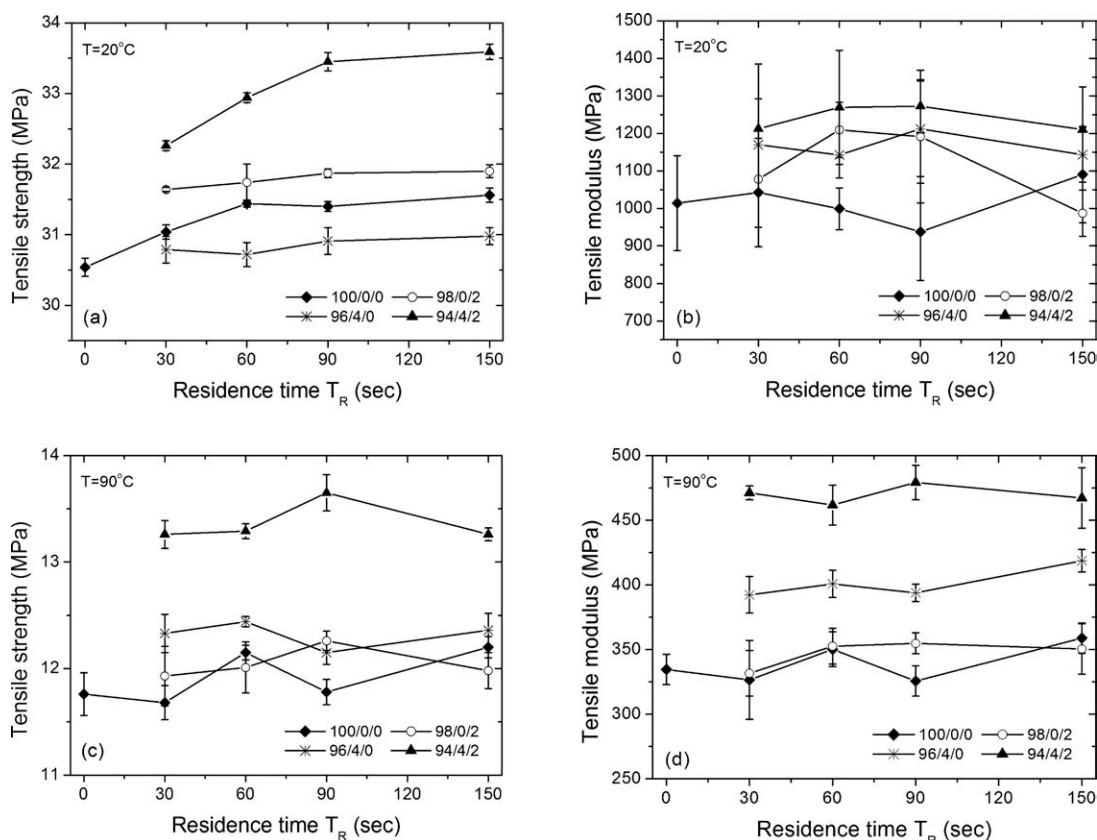 (a)
T=20°C
Tensile strength (MPa)
34
33
32
31
30
100/0/0 98/0/2
96/4/0 94/4/2
0 30 60 90 120 150
Residence time T_R (sec)
(b)
T=20°C
Tensile modulus (MPa)
1500
1400
1300
1200
1100
1000
900
800
700
100/0/0 98/0/2
96/4/0 94/4/2
0 30 60 90 120 150
Residence time T_R (sec)
T=90°C
Tensile strength (MPa)
14
13
12
11
(c)
100/0/0 98/0/2
96/4/0 94/4/2
0 30 60 90 120 150
Residence time T_R (sec)
T=90°C
Tensile modulus (MPa)
500
450
400
350
300
250
(d)
100/0/0 98/0/2
96/4/0 94/4/2
0 30 60 90 120 150
Residence time T_R (sec)